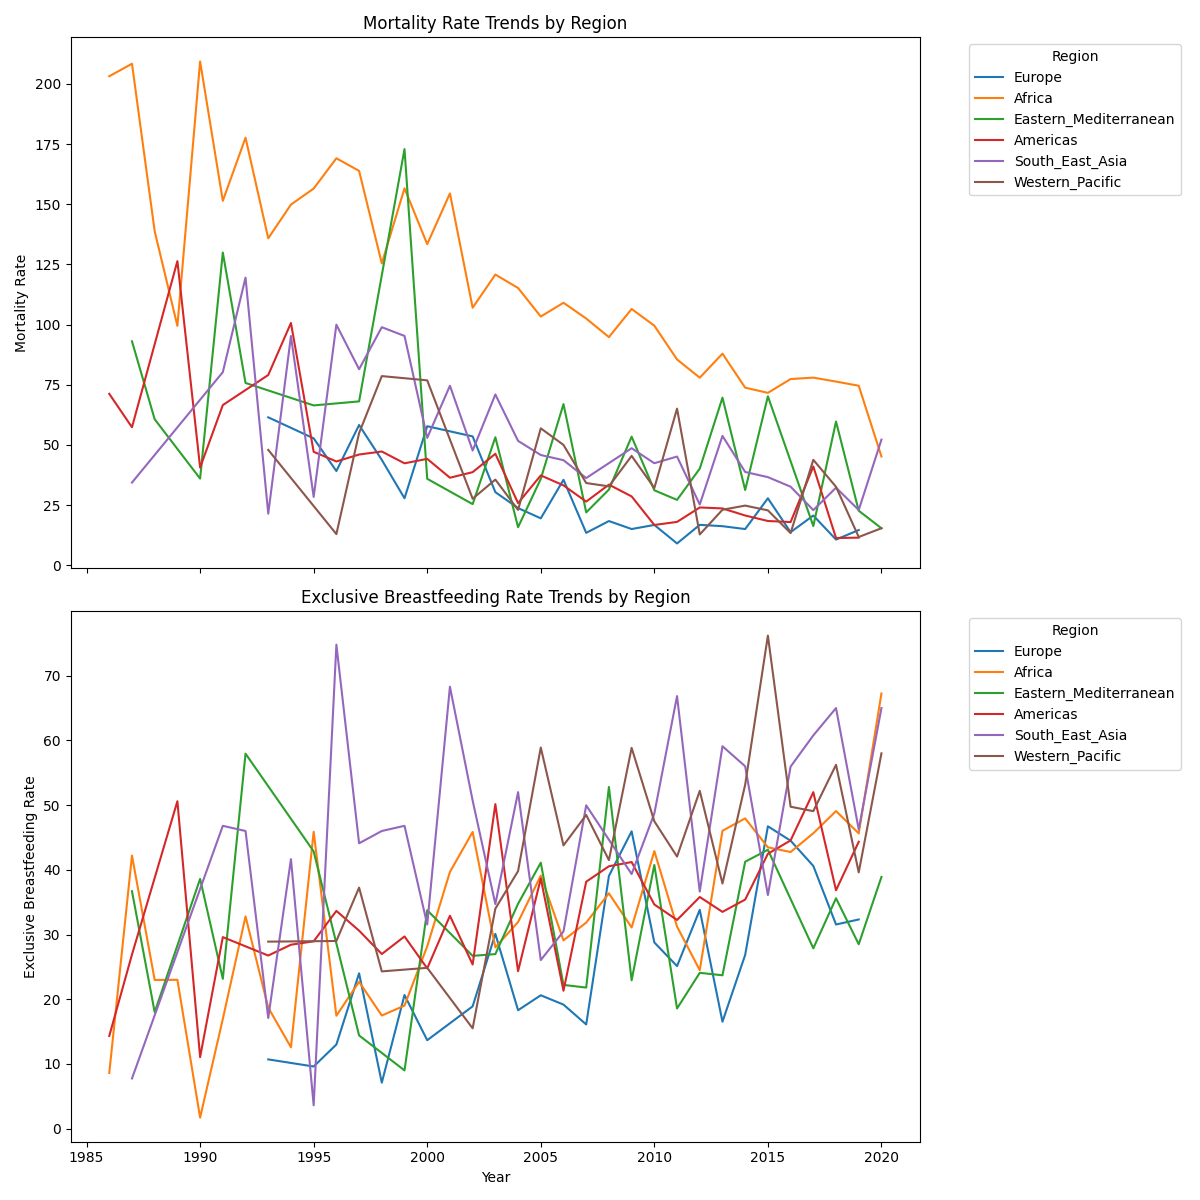 Mortality Rate Trends by Region
Mortality Rate
200
175
150
125
100
75
50
25
0
Region
Europe
Africa
Eastern_Mediterranean
Americas
South_East_Asia
Western_Pacific
Exclusive Breastfeeding Rate Trends by Region
Exclusive Breastfeeding Rate
70
60
50
40
30
20
10
0
1985 1990 1995 2000 2005 2010 2015 2020
Year
Region
Europe
Africa
Eastern_Mediterranean
Americas
South_East_Asia
Western_Pacific